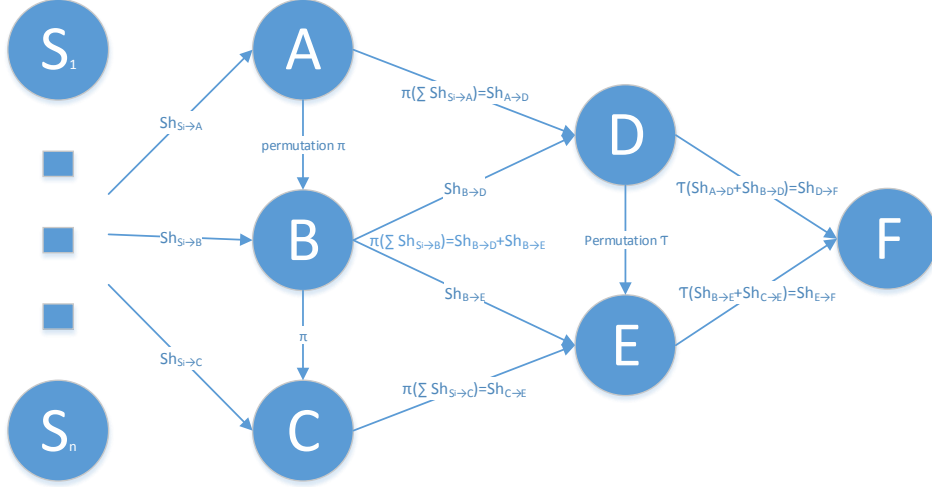 S₁
A
π(∑ Sh_{Si→A})=Sh_{A→D}
Sh_{Si→A}
D
permutation π
Sh_{B→D}
Ƭ(Sh_{A→D}+Sh_{B→D})=Sh_{D→F}
Sh_{Si→B}
B
π(∑ Sh_{Si→B})=Sh_{B→D}+Sh_{B→E}
Permutation Ƭ
F
Sh_{B→E}
Ƭ(Sh_{B→E}+Sh_{C→E})=Sh_{E→F}
π
E
Sh_{Si→C}
π(∑ Sh_{Si→C})=Sh_{C→E}
Sₙ
C